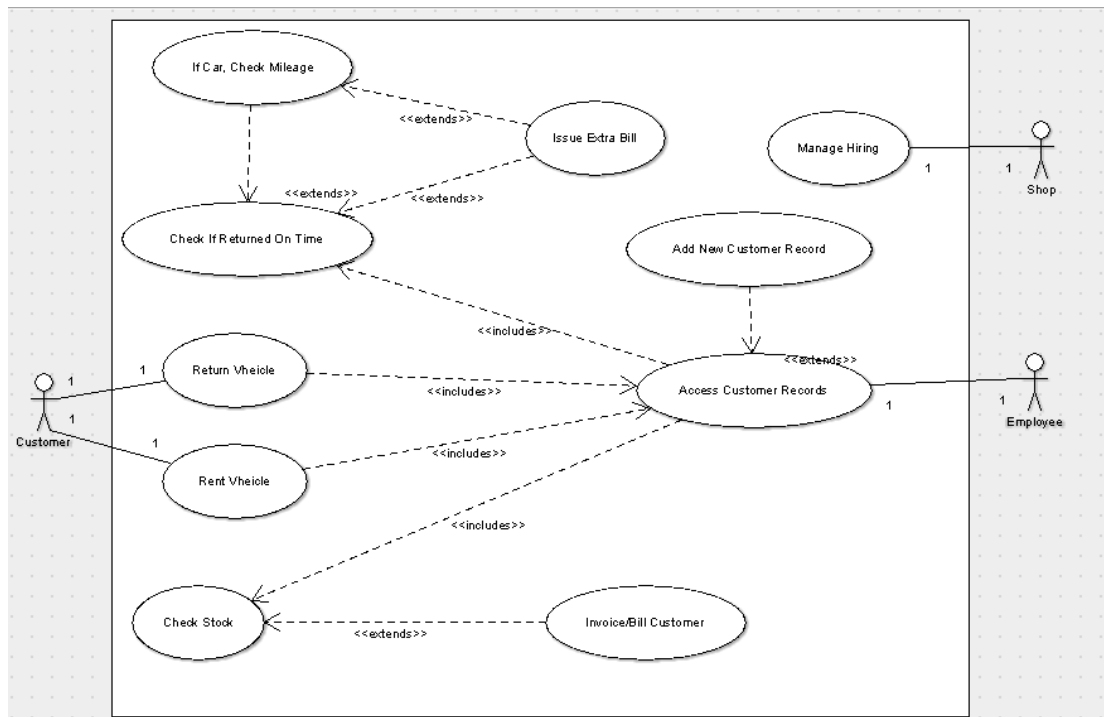 If Car, Check Mileage
<<extends>>
Issue Extra Bill
Manage Hiring
1
1
Shop
<<extends>>
<<extends>>
Check If Returned On Time
Add New Customer Record
<<includes>>
<<extends>>
1
1
Return Vheicle
<<includes>>
Access Customer Records
1
1
Employee
Customer
1
1
<<includes>>
Rent Vheicle
<<includes>>
Check Stock
<<extends>>
Invoice/Bill Customer